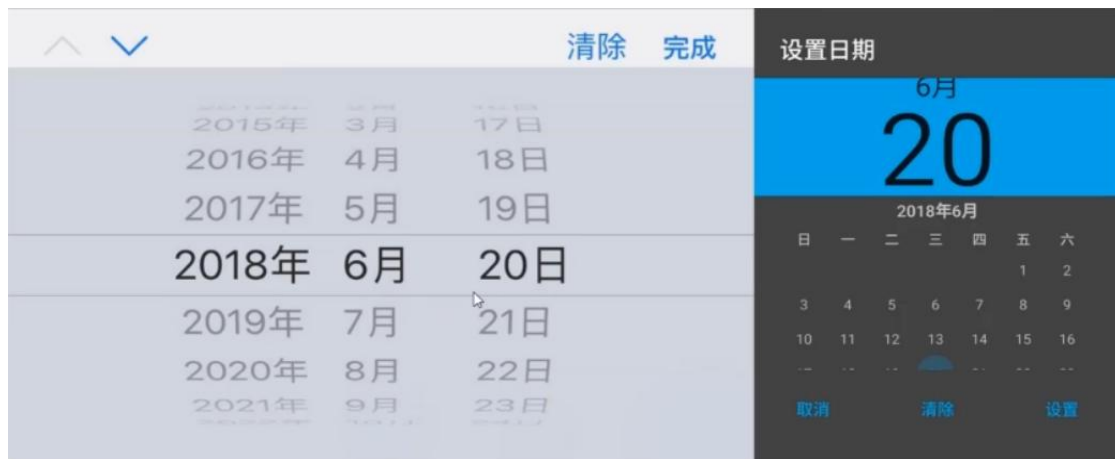 清除 完成
2015年 3月 17日
2016年 4月 18日
2017年 5月 19日
2018年 6月 20日
2019年 7月 21日
2020年 8月 22日
2021年 9月 23日
设置日期
6月
20
2018年6月
日 一 二 三 四 五 六
1 2
3 4 5 6 7 8 9
10 11 12 13 14 15 16
取消 清除 设置